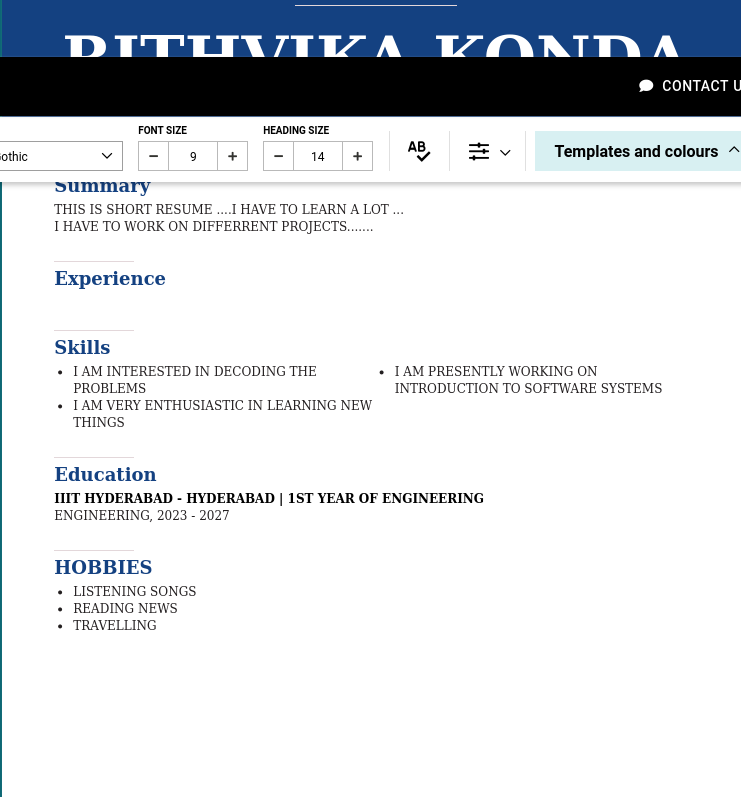 RITHVIKA KONDA
CONTACT U
othic
FONT SIZE
9
HEADING SIZE
14
AB
Templates and colours
Summary
THIS IS SHORT RESUME ....I HAVE TO LEARN A LOT ...
I HAVE TO WORK ON DIFFERRENT PROJECTS.......
Experience
Skills
• I AM INTERESTED IN DECODING THE
PROBLEMS
• I AM VERY ENTHUSIASTIC IN LEARNING NEW
THINGS
• I AM PRESENTLY WORKING ON
INTRODUCTION TO SOFTWARE SYSTEMS
Education
IIIT HYDERABAD - HYDERABAD | 1ST YEAR OF ENGINEERING
ENGINEERING, 2023 - 2027
HOBBIES
• LISTENING SONGS
• READING NEWS
• TRAVELLING